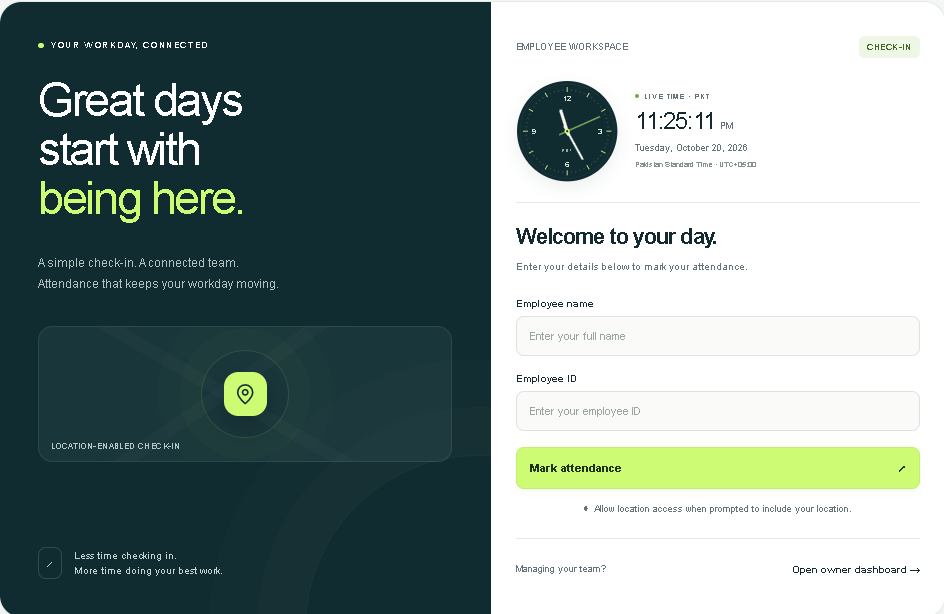 YOUR WORKDAY, CONNECTED
Great days
start with
being here.
A simple check-in. A connected team.
Attendance that keeps your workday moving.
LOCATION-ENABLED CHECK-IN
Less time checking in.
More time doing your best work.
EMPLOYEE WORKSPACE
CHECK-IN
12
9
3
PKT
6
LIVE TIME · PKT
11:25:11 PM
Tuesday, October 20, 2026
Pakistan Standard Time · UTC+05:00
Welcome to your day.
Enter your details below to mark your attendance.
Employee name
Enter your full name
Employee ID
Enter your employee ID
Mark attendance
Allow location access when prompted to include your location.
Managing your team?
Open owner dashboard →